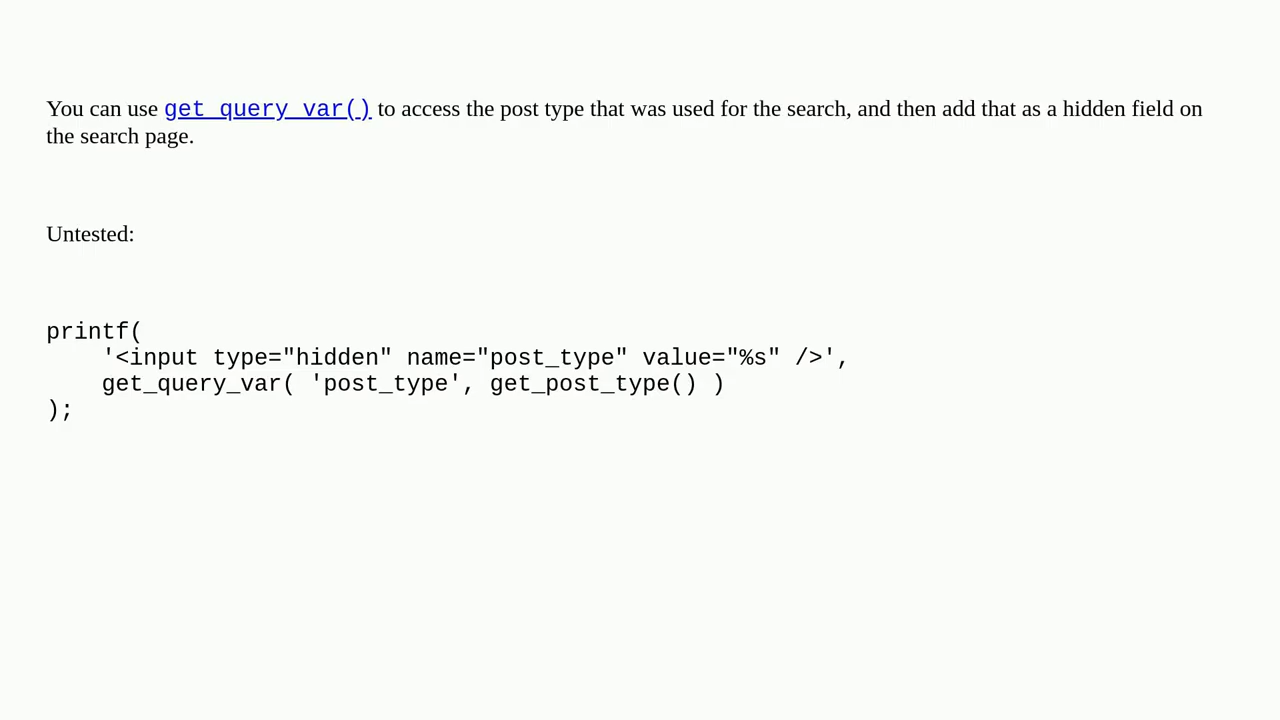 You can use get_query_var() to access the post type that was used for the search, and then add that as a hidden field on
the search page.
Untested:
printf(
    '<input type="hidden" name="post_type" value="%s" />',
    get_query_var( 'post_type', get_post_type() )
);